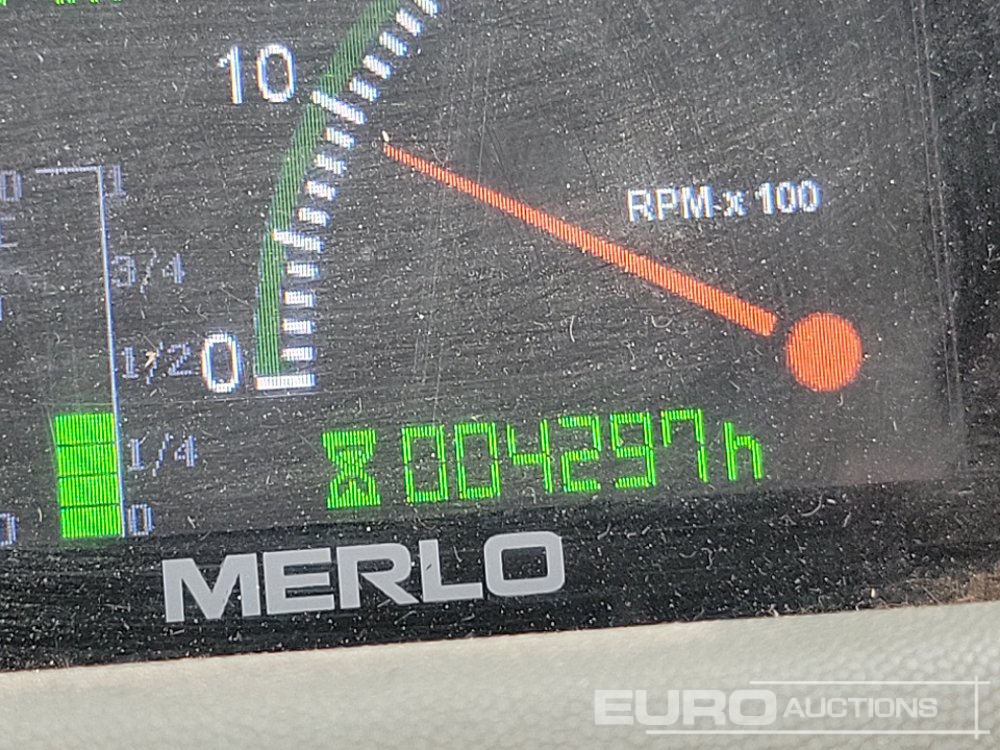 10
RPM x 100
1
3/4
1/2
0
1/4
004297h
0
MERLO
EURO AUCTIONS